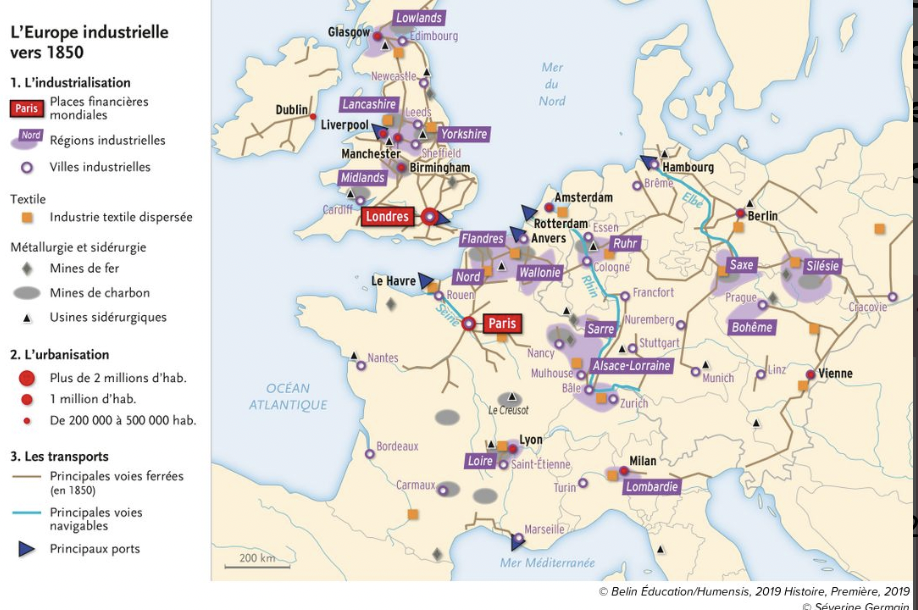 L'Europe industrielle
vers 1850
1. L'industrialisation
Paris
Places financières
mondiales
Nord
Régions industrielles
Villes industrielles
Textile
Industrie textile dispersée
Métallurgie et sidérurgie
Mines de fer
Mines de charbon
Usines sidérurgiques
2. L'urbanisation
Plus de 2 millions d'hab.
1 million d'hab.
De 200 000 à 500 000 hab.
3. Les transports
Principales voies ferrées
(en 1850)
Principales voies
navigables
Principaux ports
Lowlands
Glasgow
Edimbourg
Newcastle
Mer
du
Nord
Dublin
Lancashire
Leeds
Liverpool
Yorkshire
Manchester
Sheffield
Birmingham
Midlands
Cardiff
Londres
Hambourg
Brême
Elbe
Berlin
Amsterdam
Rotterdam
Anvers
Essen
Ruhr
Flandres
Cologne
Nord
Wallonie
Rhin
Saxe
Silésie
Le Havre
Rouen
Seine
Paris
Francfort
Prague
Cracovie
Nuremberg
Bohême
Sarre
Nancy
Stuttgart
Alsace-Lorraine
Mulhouse
Bâle
Zurich
Munich
Linz
Vienne
Nantes
OCÉAN
ATLANTIQUE
Le Creusot
Lyon
Loire
Saint-Étienne
Bordeaux
Carmaux
Turin
Milan
Lombardie
Marseille
Mer Méditerranée
200 km
© Belin Éducation/Humensis, 2019 Histoire, Première, 2019
© Séverine Germain